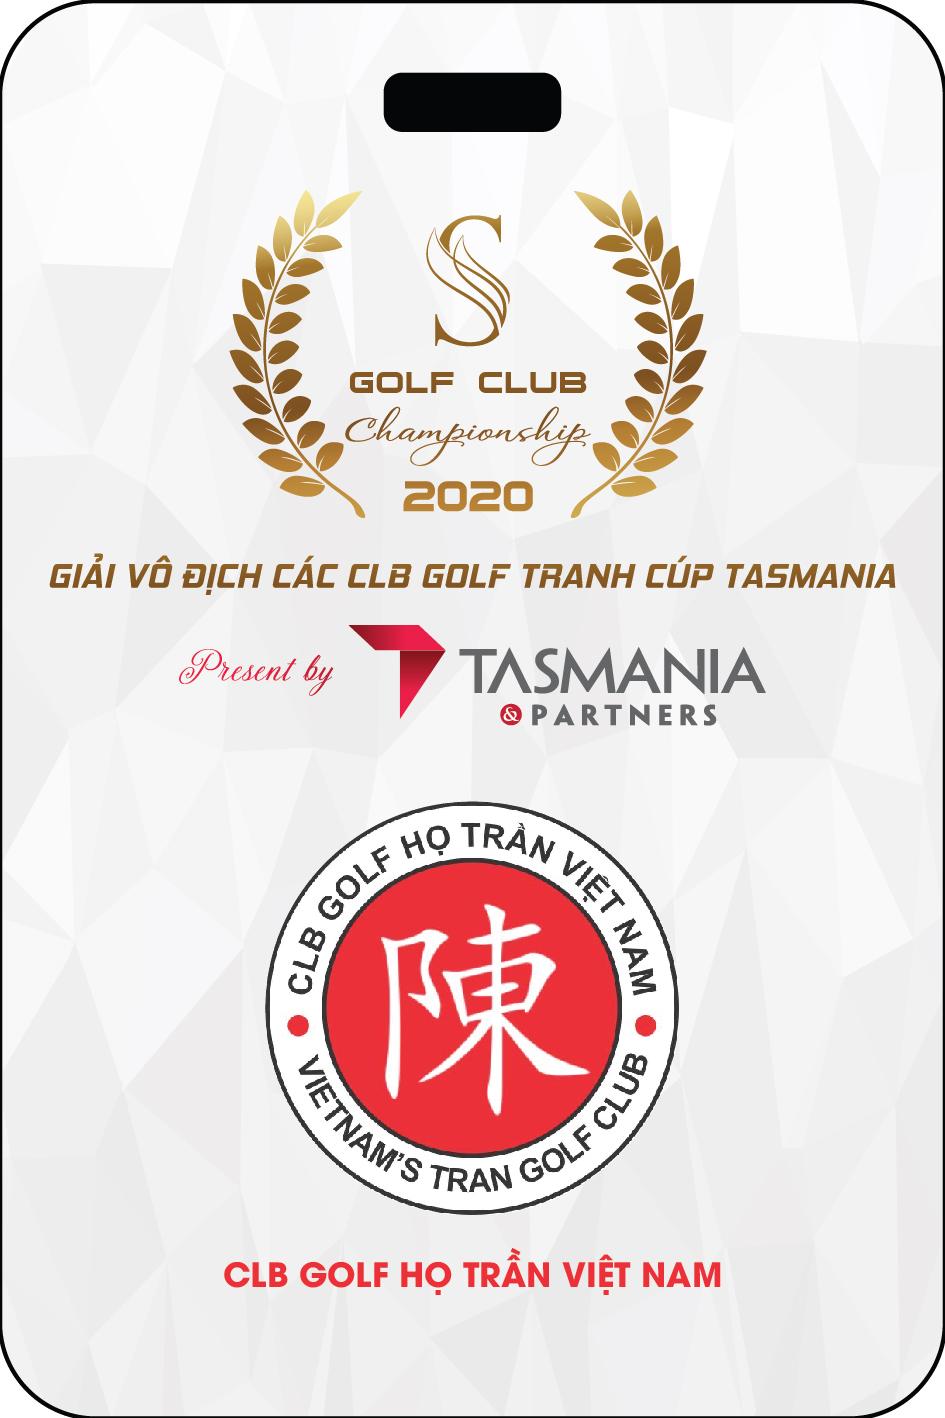 S
GOLF CLUB
Championship
2020
GIẢI VÔ ĐỊCH CÁC CLB GOLF TRANH CÚP TASMANIA
Present by
TASMANIA
& PARTNERS
CLB GOLF HỌ TRẦN VIỆT NAM
陳
VIETNAM'S TRAN GOLF CLUB
CLB GOLF HỌ TRẦN VIỆT NAM